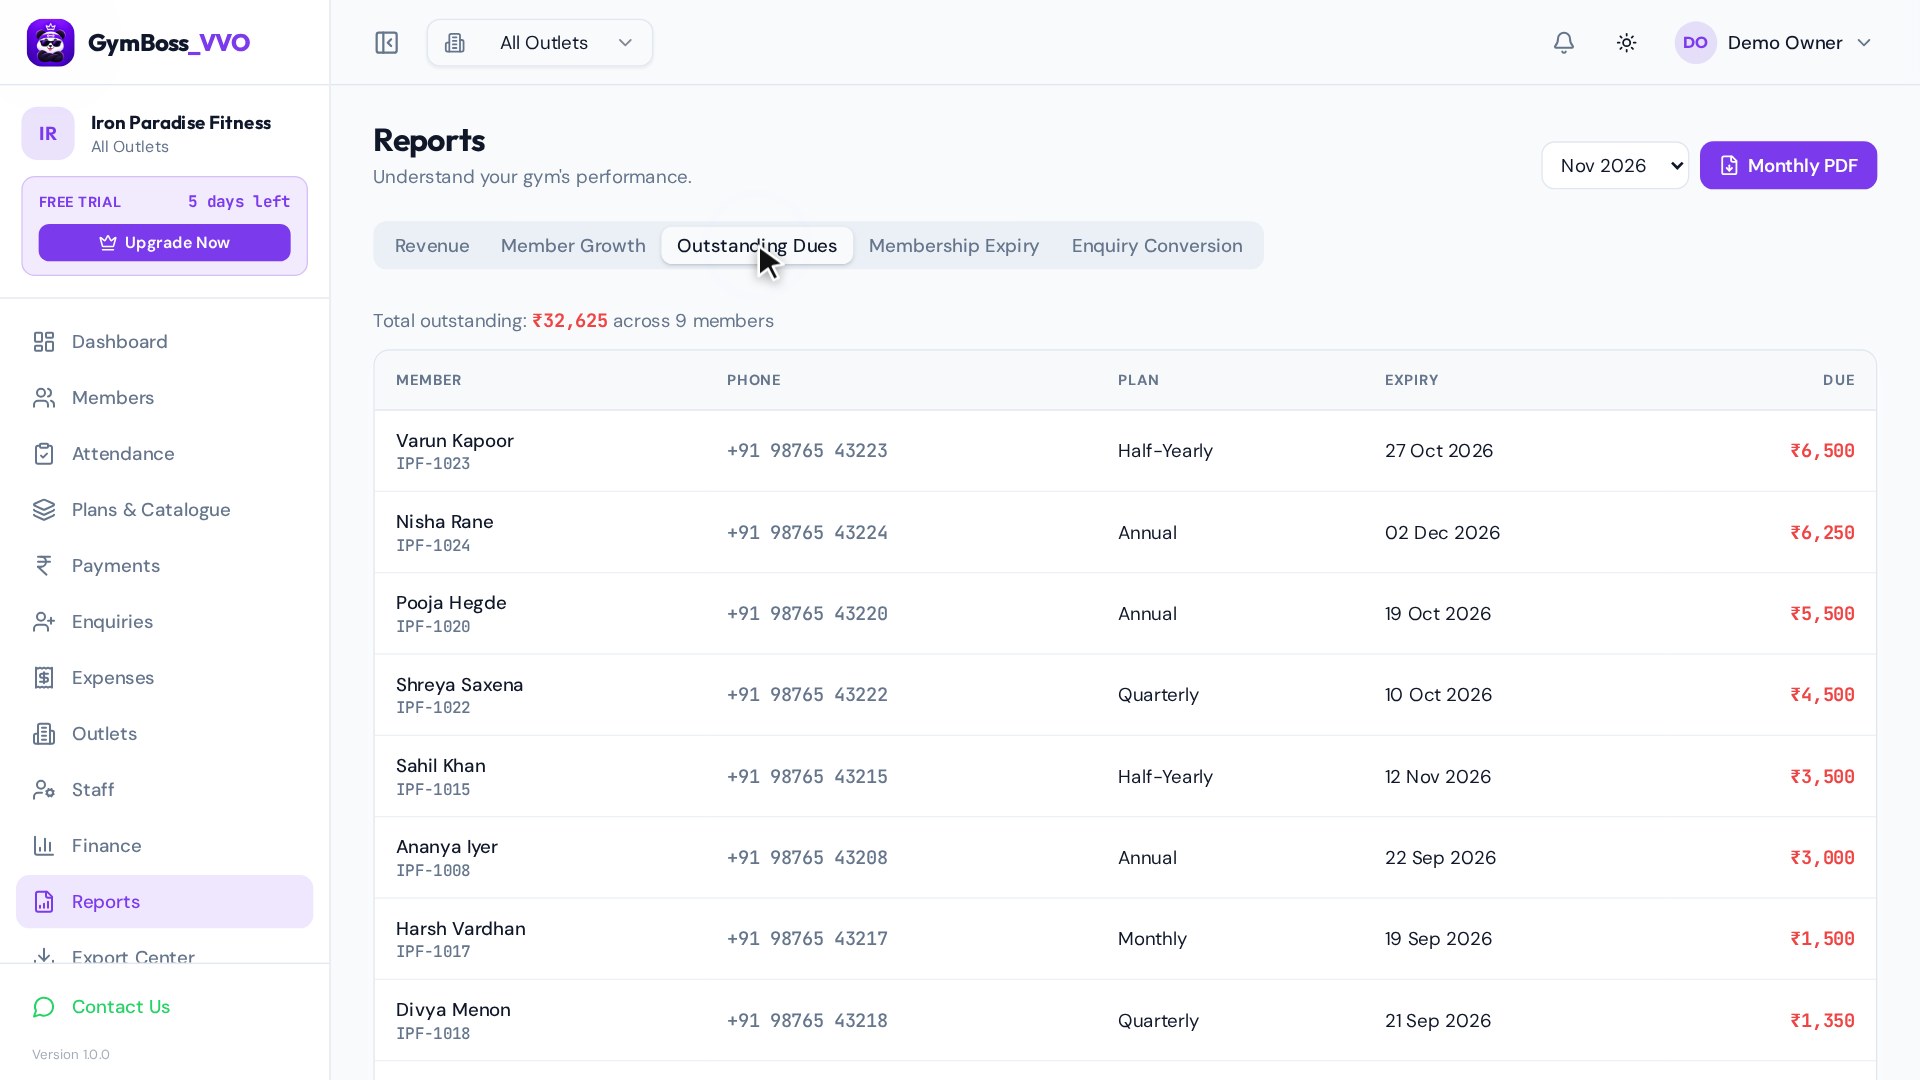 GymBoss_VVO
All Outlets
DO Demo Owner
IR
Iron Paradise Fitness
All Outlets
FREE TRIAL 5 days left
Upgrade Now
Dashboard
Members
Attendance
Plans & Catalogue
Payments
Enquiries
Expenses
Outlets
Staff
Finance
Reports
Export Center
Contact Us
Version 1.0.0
Reports
Understand your gym's performance.
Nov 2026 Monthly PDF
Revenue Member Growth Outstanding Dues Membership Expiry Enquiry Conversion
Total outstanding: ₹32,625 across 9 members
MEMBER PHONE PLAN EXPIRY DUE
Varun Kapoor
IPF-1023
+91 98765 43223 Half-Yearly 27 Oct 2026 ₹6,500
Nisha Rane
IPF-1024
+91 98765 43224 Annual 02 Dec 2026 ₹6,250
Pooja Hegde
IPF-1020
+91 98765 43220 Annual 19 Oct 2026 ₹5,500
Shreya Saxena
IPF-1022
+91 98765 43222 Quarterly 10 Oct 2026 ₹4,500
Sahil Khan
IPF-1015
+91 98765 43215 Half-Yearly 12 Nov 2026 ₹3,500
Ananya Iyer
IPF-1008
+91 98765 43208 Annual 22 Sep 2026 ₹3,000
Harsh Vardhan
IPF-1017
+91 98765 43217 Monthly 19 Sep 2026 ₹1,500
Divya Menon
IPF-1018
+91 98765 43218 Quarterly 21 Sep 2026 ₹1,350